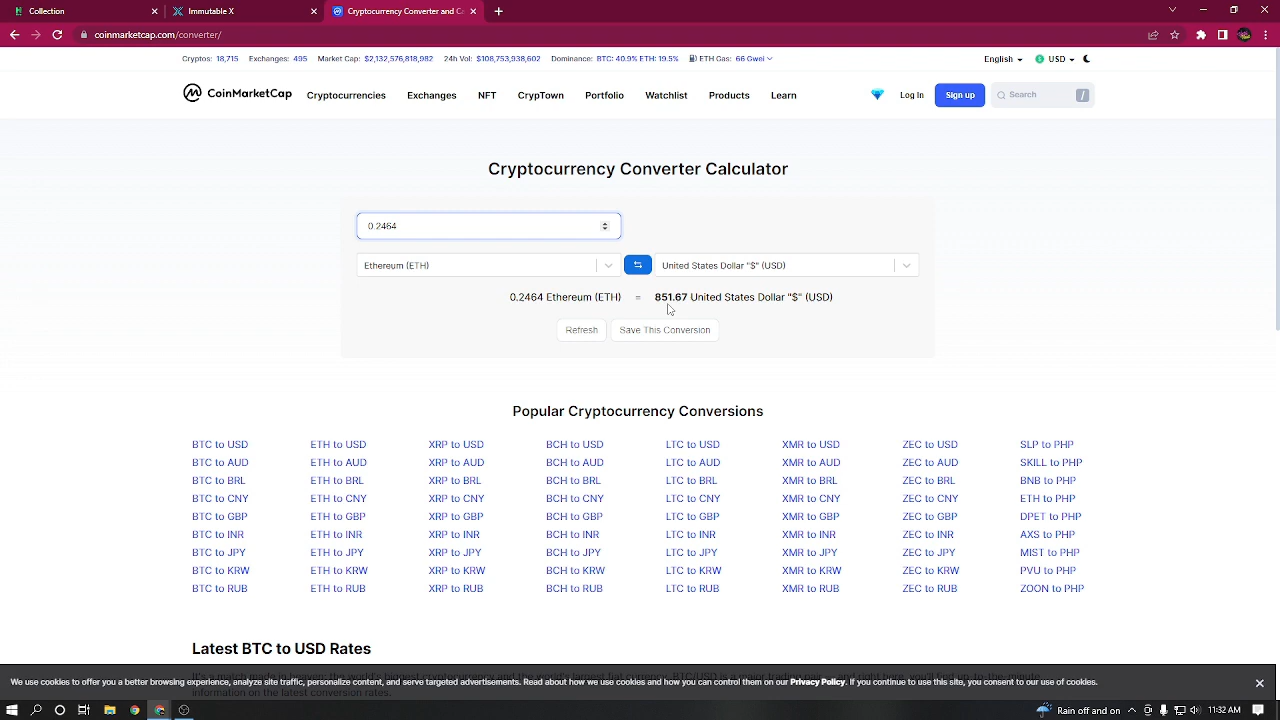 Collection
Immutable X
Cryptocurrency Converter and Ca
coinmarketcap.com/converter/
Cryptos: 18,715 Exchanges: 495 Market Cap: $2,132,576,818,982 24h Vol: $108,753,938,602 Dominance: BTC: 40.9% ETH: 19.5% ETH Gas: 66 Gwei
English USD
CoinMarketCap Cryptocurrencies Exchanges NFT CrypTown Portfolio Watchlist Products Learn
Log In Sign up Search /
Cryptocurrency Converter Calculator
0.2464
Ethereum (ETH) United States Dollar "$" (USD)
0.2464 Ethereum (ETH) = 851.67 United States Dollar "$" (USD)
Refresh Save This Conversion
Popular Cryptocurrency Conversions
BTC to USD ETH to USD XRP to USD BCH to USD LTC to USD XMR to USD ZEC to USD SLP to PHP
BTC to AUD ETH to AUD XRP to AUD BCH to AUD LTC to AUD XMR to AUD ZEC to AUD SKILL to PHP
BTC to BRL ETH to BRL XRP to BRL BCH to BRL LTC to BRL XMR to BRL ZEC to BRL BNB to PHP
BTC to CNY ETH to CNY XRP to CNY BCH to CNY LTC to CNY XMR to CNY ZEC to CNY ETH to PHP
BTC to GBP ETH to GBP XRP to GBP BCH to GBP LTC to GBP XMR to GBP ZEC to GBP DPET to PHP
BTC to INR ETH to INR XRP to INR BCH to INR LTC to INR XMR to INR ZEC to INR AXS to PHP
BTC to JPY ETH to JPY XRP to JPY BCH to JPY LTC to JPY XMR to JPY ZEC to JPY MIST to PHP
BTC to KRW ETH to KRW XRP to KRW BCH to KRW LTC to KRW XMR to KRW ZEC to KRW PVU to PHP
BTC to RUB ETH to RUB XRP to RUB BCH to RUB LTC to RUB XMR to RUB ZEC to RUB ZOON to PHP
Latest BTC to USD Rates
We use cookies to offer you a better browsing experience, analyze site traffic, personalize content, and serve targeted advertisements. Read about how we use cookies and how you can control them on our Privacy Policy. If you continue to use this site, you consent to our use of cookies.
information on the latest conversion rates.
Rain off and on 11:32 AM